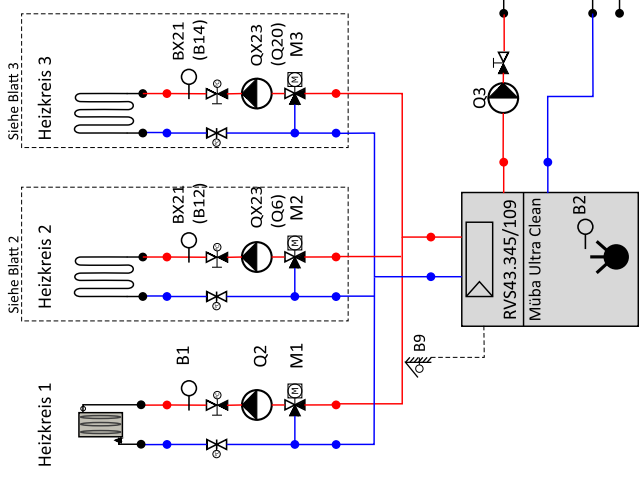 Siehe Blatt 3
Heizkreis 3
BX21
(B14)
QX23
(Q20)
M3
M
Siehe Blatt 2
Heizkreis 2
BX21
(B12)
QX23
(Q6)
M2
M
Heizkreis 1
B1
Q2
M1
M
Q3
B9
RVS43.345/109
Müba Ultra Clean
B2